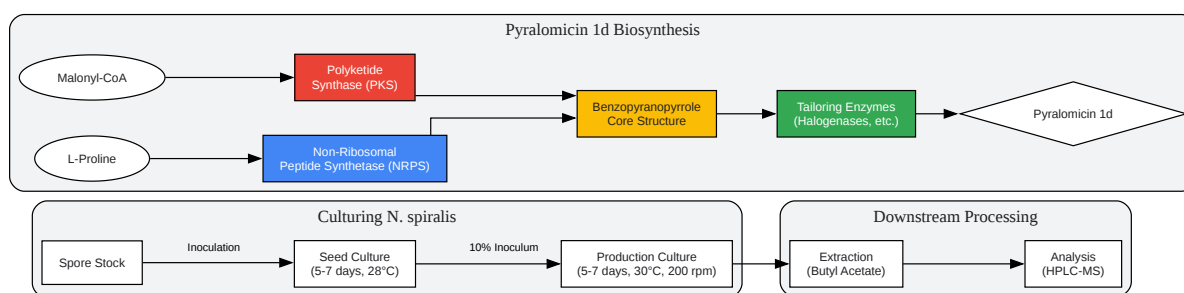 Pyralomicin 1d Biosynthesis
Malonyl-CoA
Polyketide
Synthase (PKS)
Benzopyranopyrrole
Core Structure
Tailoring Enzymes
(Halogenases, etc.)
Pyralomicin 1d
L-Proline
Non-Ribosomal
Peptide Synthetase (NRPS)
Culturing N. spiralis
Spore Stock
Inoculation
Seed Culture
(5-7 days, 28°C)
10% Inoculum
Production Culture
(5-7 days, 30°C, 200 rpm)
Downstream Processing
Extraction
(Butyl Acetate)
Analysis
(HPLC-MS)